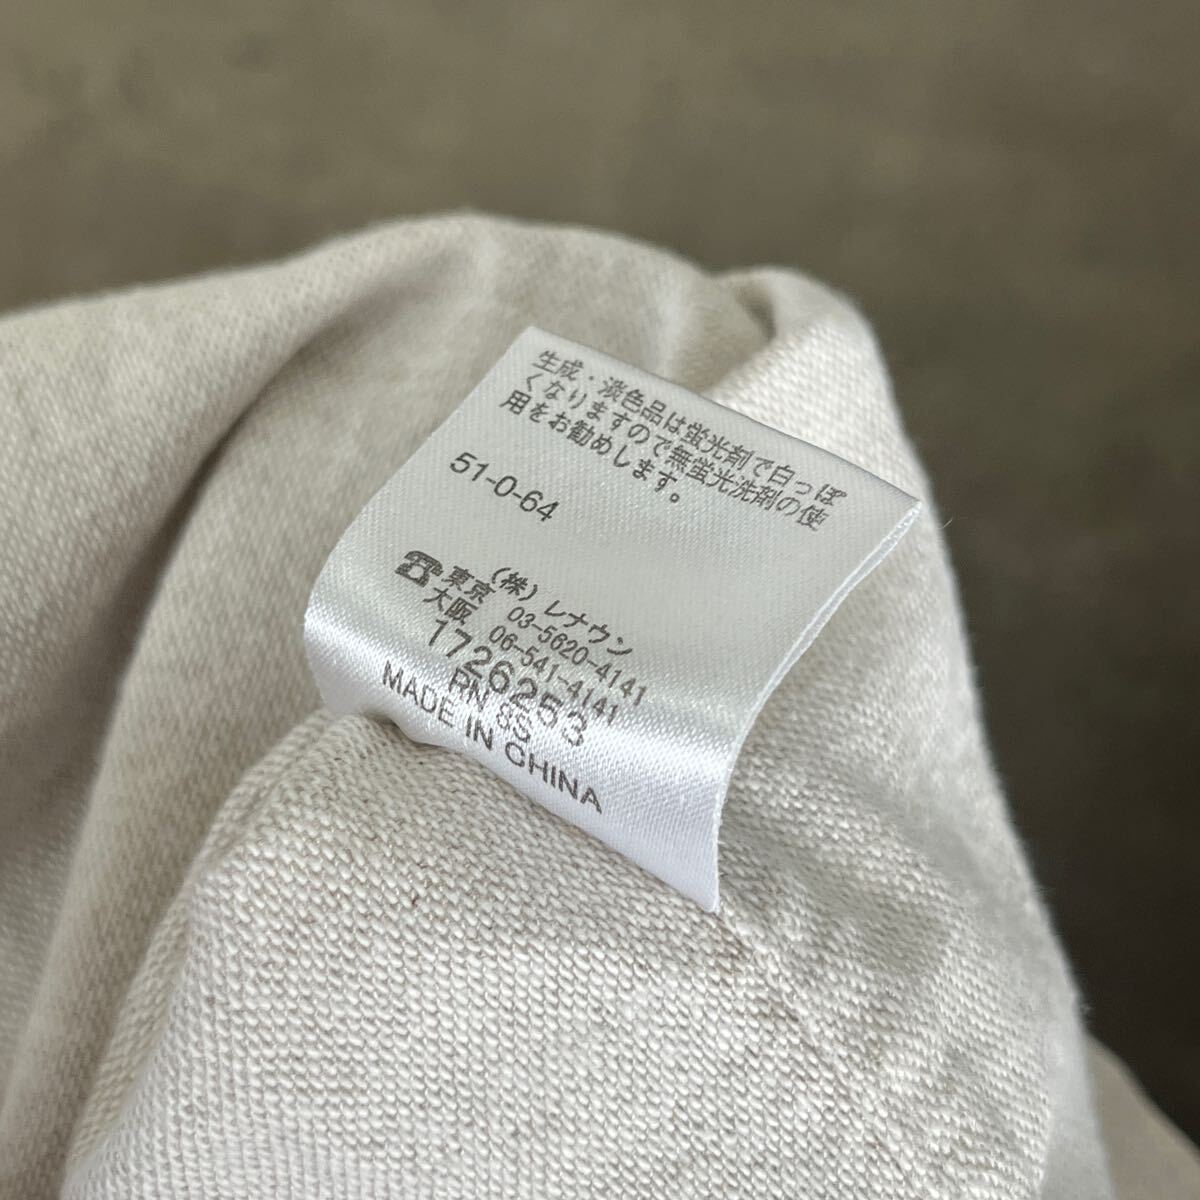 生成・淡色品は蛍光剤で白っぽ
くなりますので無蛍光洗剤の使
用をお勧めします。
51-0-64
(株) レナウン
☎東京 03-5620-4141
大阪 06-541-4141
1726253
RN 8S
MADE IN CHINA